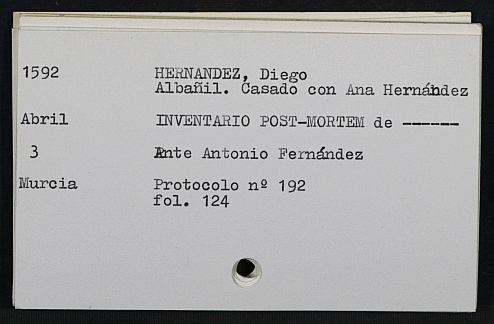 1592 HERNANDEZ, Diego
Albañil. Casado con Ana Hernández
Abril INVENTARIO POST-MORTEM de ------
3 Ante Antonio Fernández
Murcia Protocolo nº 192
fol. 124